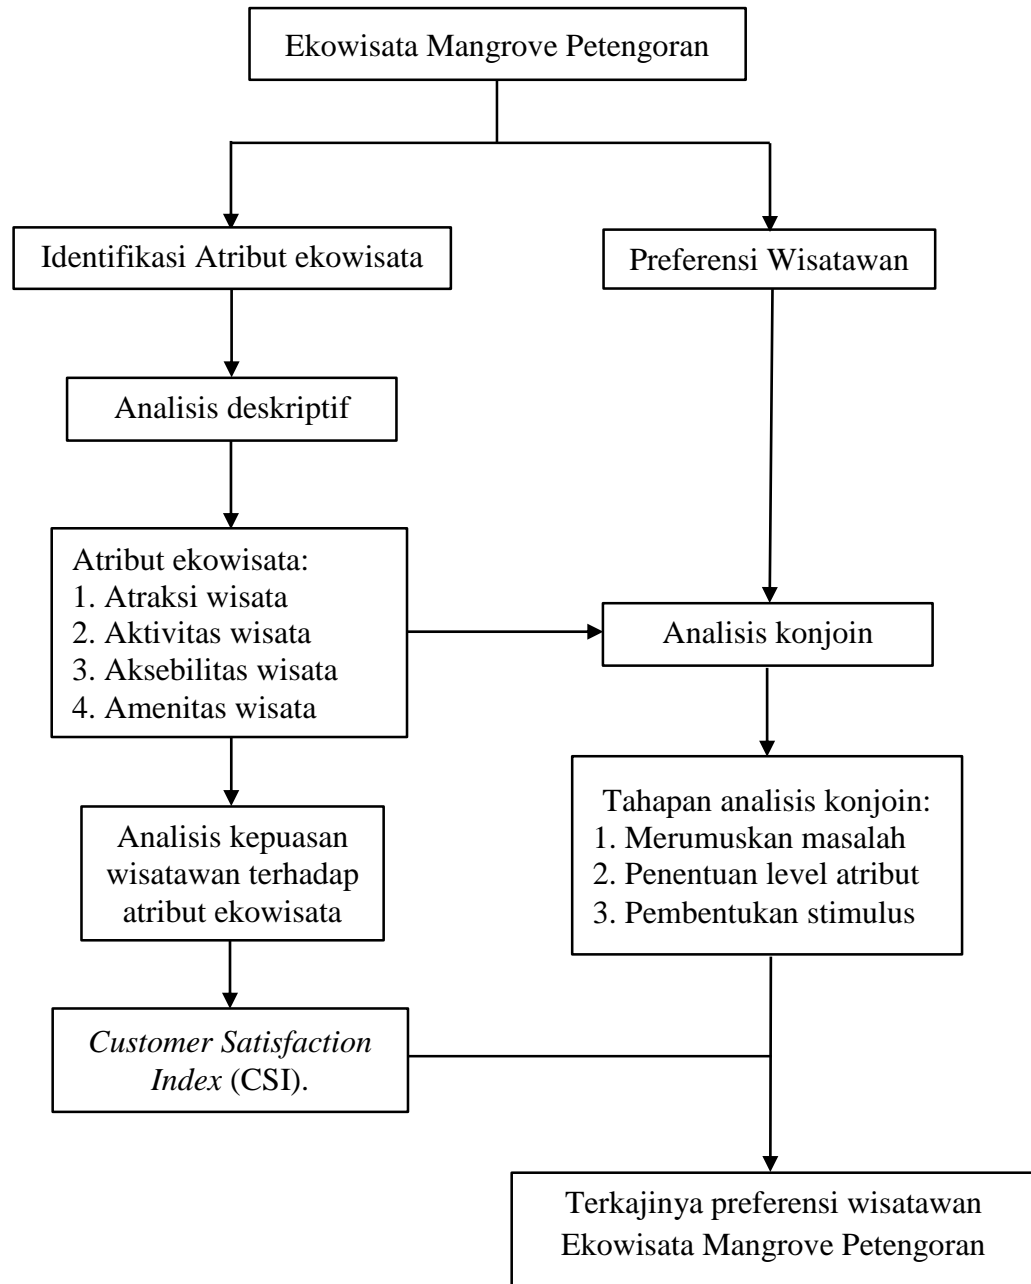 Ekowisata Mangrove Petengoran
Identifikasi Atribut ekowisata
Preferensi Wisatawan
Analisis deskriptif
Atribut ekowisata:
1. Atraksi wisata
2. Aktivitas wisata
3. Aksebilitas wisata
4. Amenitas wisata
Analisis konjoin
Analisis kepuasan
wisatawan terhadap
atribut ekowisata
Tahapan analisis konjoin:
1. Merumuskan masalah
2. Penentuan level atribut
3. Pembentukan stimulus
Customer Satisfaction
Index (CSI).
Terkajinya preferensi wisatawan
Ekowisata Mangrove Petengoran